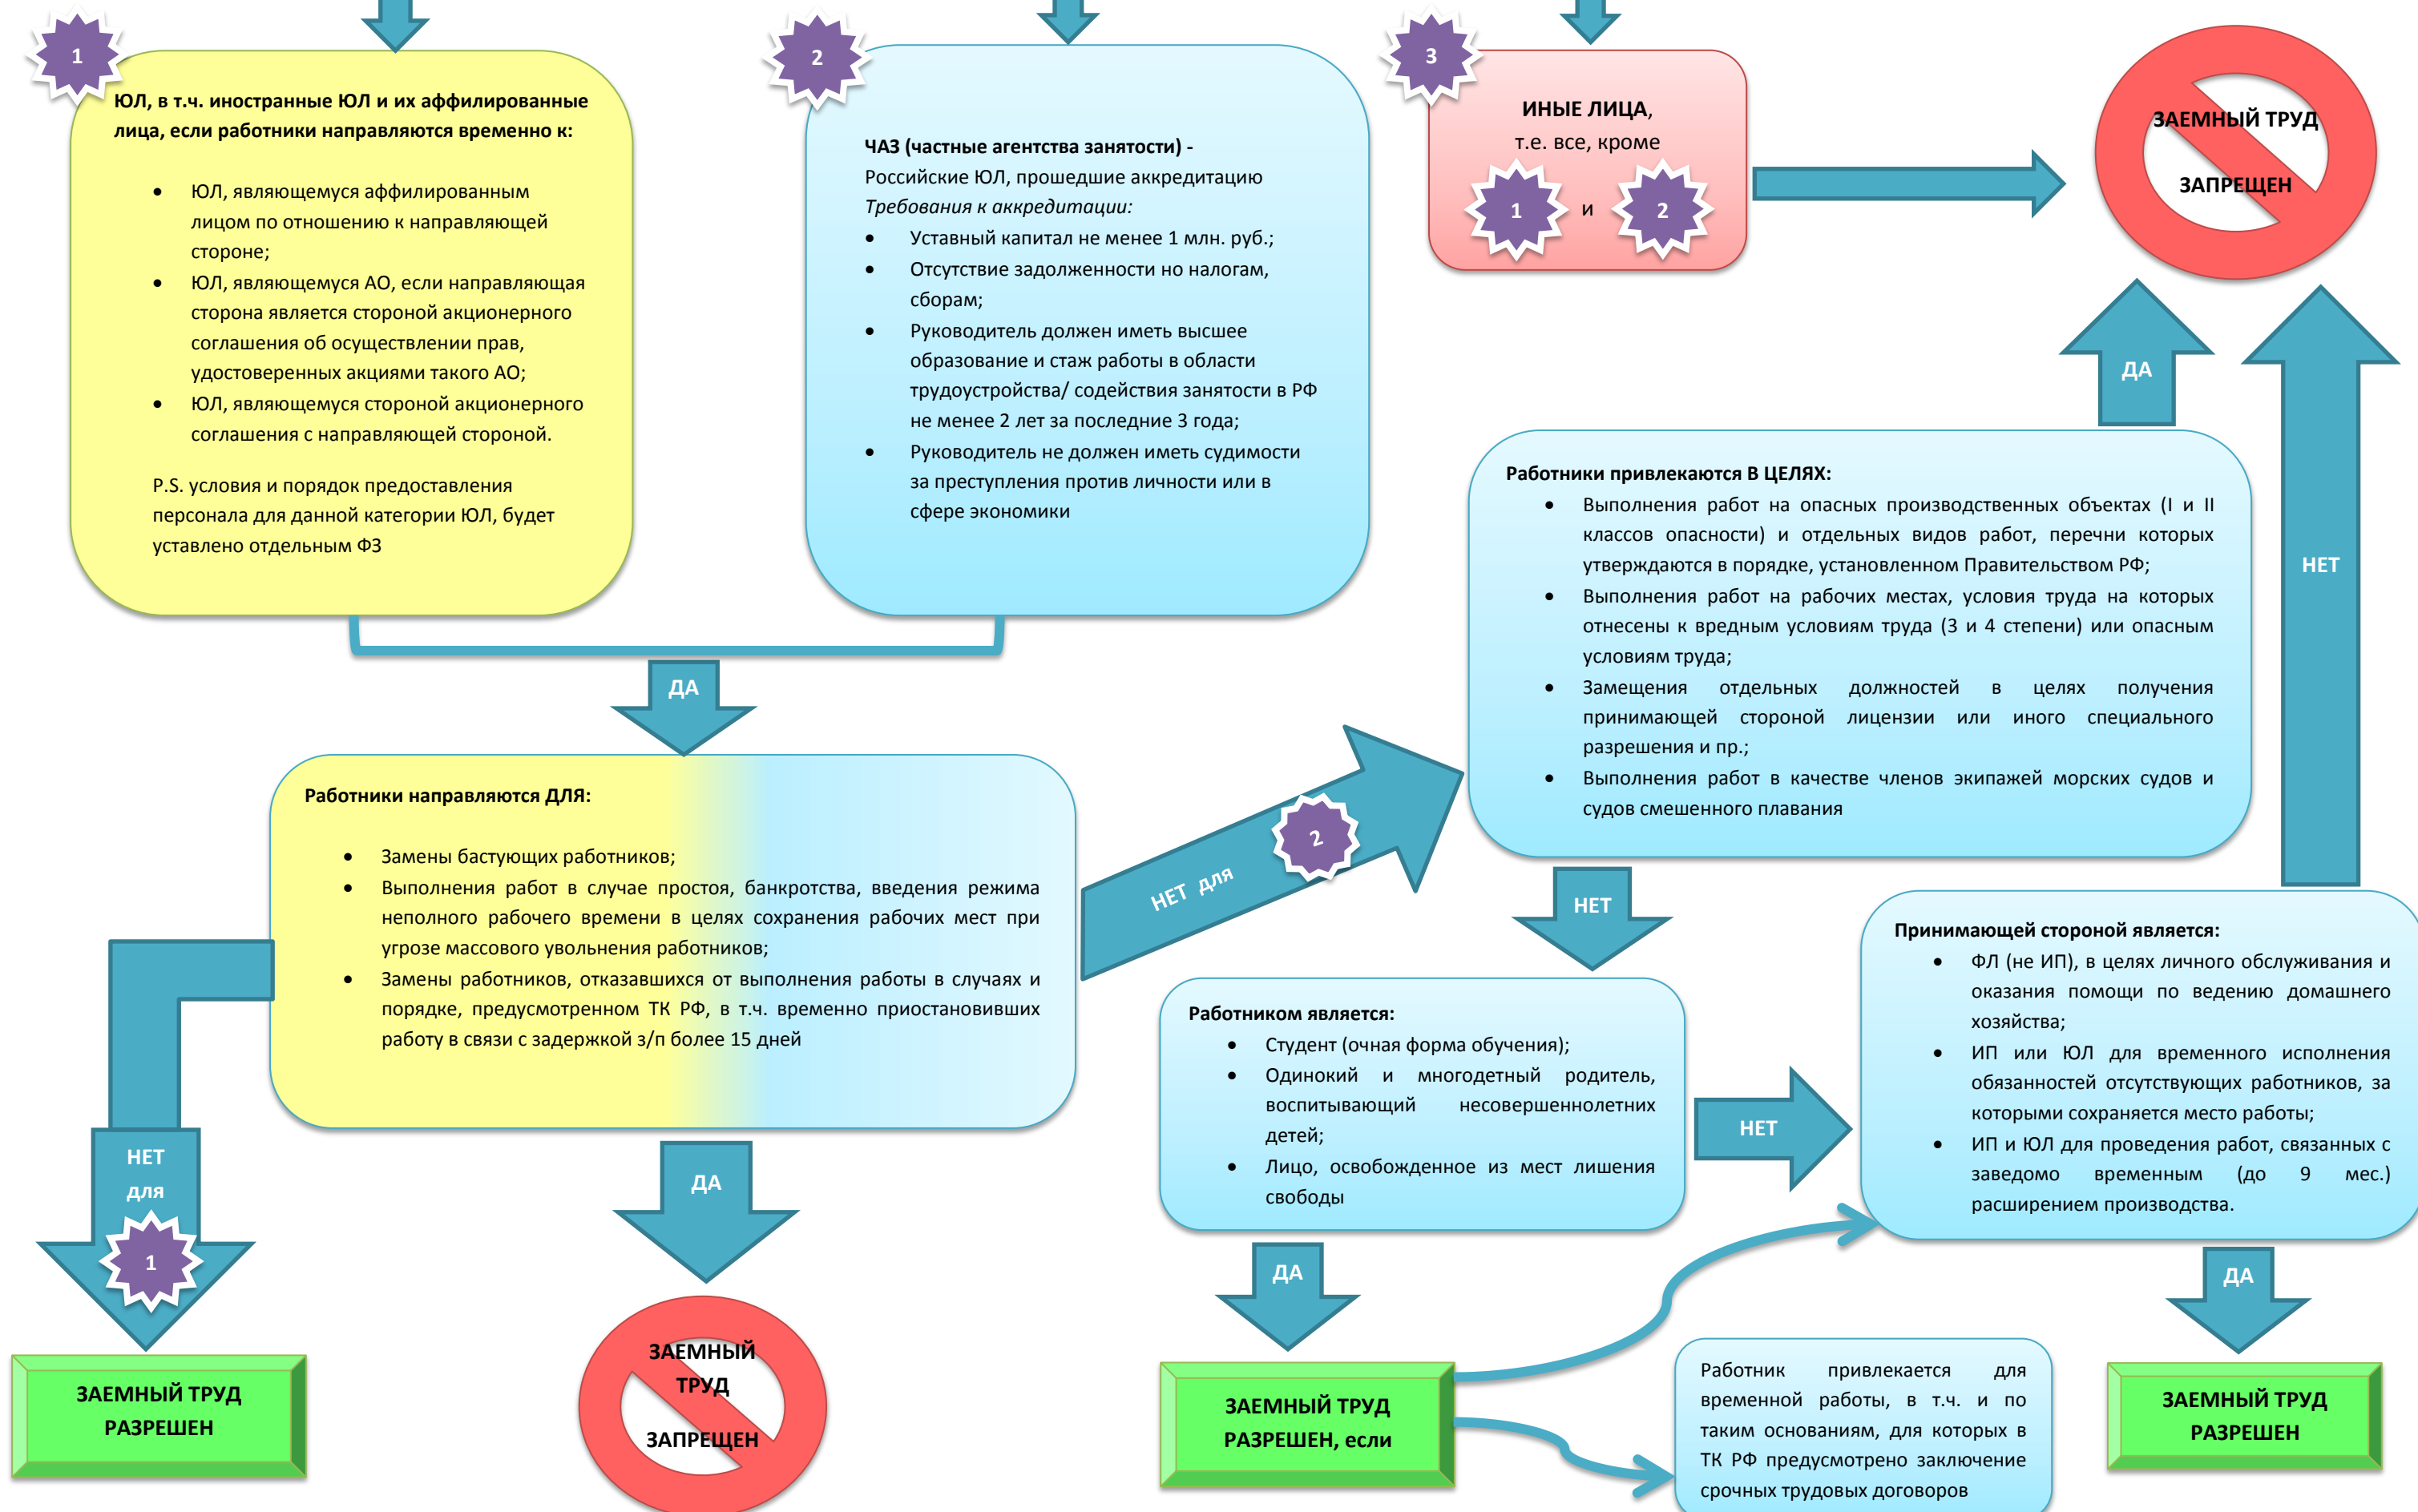 1
ЮЛ, в т.ч. иностранные ЮЛ и их аффилированные
лица, если работники направляются временно к:
• ЮЛ, являющемуся аффилированным
лицом по отношению к направляющей
стороне;
• ЮЛ, являющемуся АО, если направляющая
сторона является стороной акционерного
соглашения об осуществлении прав,
удостоверенных акциями такого АО;
• ЮЛ, являющемуся стороной акционерного
соглашения с направляющей стороной.
P.S. условия и порядок предоставления
персонала для данной категории ЮЛ, будет
уставлено отдельным ФЗ
2
ЧАЗ (частные агентства занятости) -
Российские ЮЛ, прошедшие аккредитацию
Требования к аккредитации:
• Уставный капитал не менее 1 млн. руб.;
• Отсутствие задолженности но налогам,
сборам;
• Руководитель должен иметь высшее
образование и стаж работы в области
трудоустройства/ содействия занятости в РФ
не менее 2 лет за последние 3 года;
• Руководитель не должен иметь судимости
за преступления против личности или в
сфере экономики
3
ИНЫЕ ЛИЦА,
т.е. все, кроме
1 и 2
ЗАЕМНЫЙ ТРУД
ЗАПРЕЩЕН
ДА
НЕТ
Работники привлекаются В ЦЕЛЯХ:
• Выполнения работ на опасных производственных объектах (I и II
классов опасности) и отдельных видов работ, перечни которых
утверждаются в порядке, установленном Правительством РФ;
• Выполнения работ на рабочих местах, условия труда на которых
отнесены к вредным условиям труда (3 и 4 степени) или опасным
условиям труда;
• Замещения отдельных должностей в целях получения
принимающей стороной лицензии или иного специального
разрешения и пр.;
• Выполнения работ в качестве членов экипажей морских судов и
судов смешенного плавания
ДА
Работники направляются ДЛЯ:
• Замены бастующих работников;
• Выполнения работ в случае простоя, банкротства, введения режима
неполного рабочего времени в целях сохранения рабочих мест при
угрозе массового увольнения работников;
• Замены работников, отказавшихся от выполнения работы в случаях и
порядке, предусмотренном ТК РФ, в т.ч. временно приостановивших
работу в связи с задержкой з/п более 15 дней
НЕТ для 2
НЕТ
Работником является:
• Студент (очная форма обучения);
• Одинокий и многодетный родитель,
воспитывающий несовершеннолетних
детей;
• Лицо, освобожденное из мест лишения
свободы
НЕТ
Принимающей стороной является:
• ФЛ (не ИП), в целях личного обслуживания и
оказания помощи по ведению домашнего
хозяйства;
• ИП или ЮЛ для временного исполнения
обязанностей отсутствующих работников, за
которыми сохраняется место работы;
• ИП и ЮЛ для проведения работ, связанных с
заведомо временным (до 9 мес.)
расширением производства.
НЕТ
для
1
ДА
ДА
ДА
ЗАЕМНЫЙ ТРУД
РАЗРЕШЕН
ЗАЕМНЫЙ
ТРУД
ЗАПРЕЩЕН
ЗАЕМНЫЙ ТРУД
РАЗРЕШЕН, если
Работник привлекается для
временной работы, в т.ч. и по
таким основаниям, для которых в
ТК РФ предусмотрено заключение
срочных трудовых договоров
ЗАЕМНЫЙ ТРУД
РАЗРЕШЕН